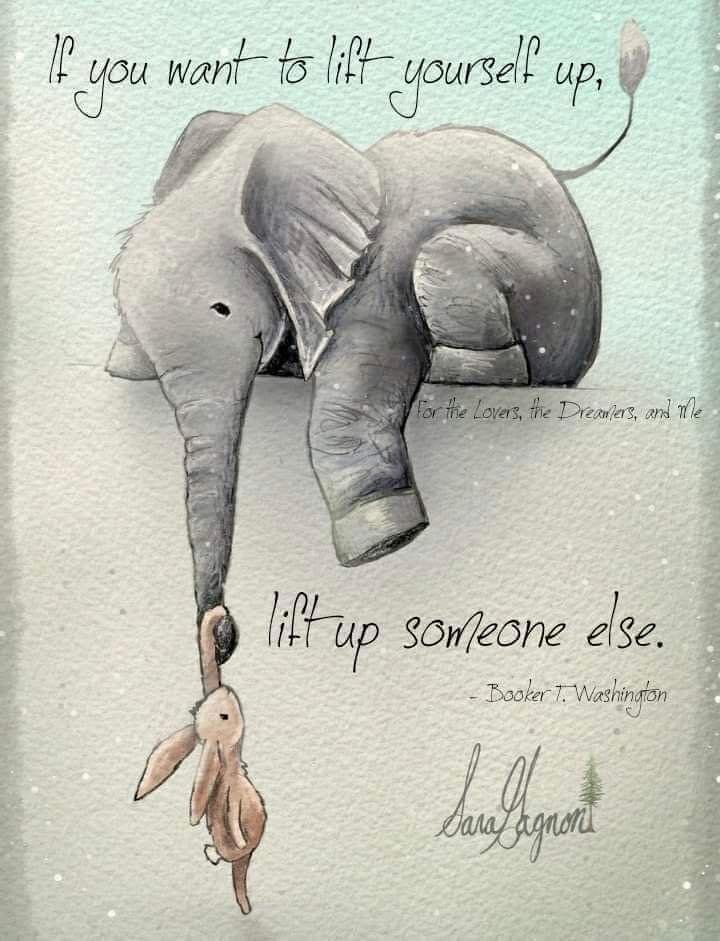 If you want to lift yourself up,
For the Lovers, the Dreamers, and Me
lift up someone else.
- Booker T. Washington
Sara Gagnon